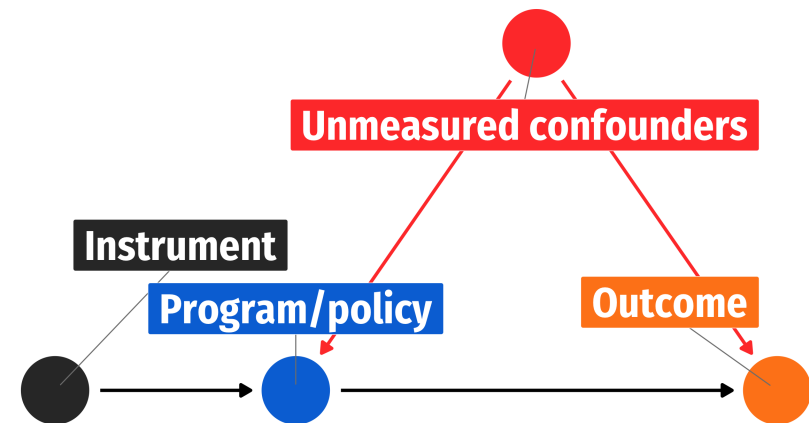 Unmeasured confounders
Instrument
Program/policy
Outcome